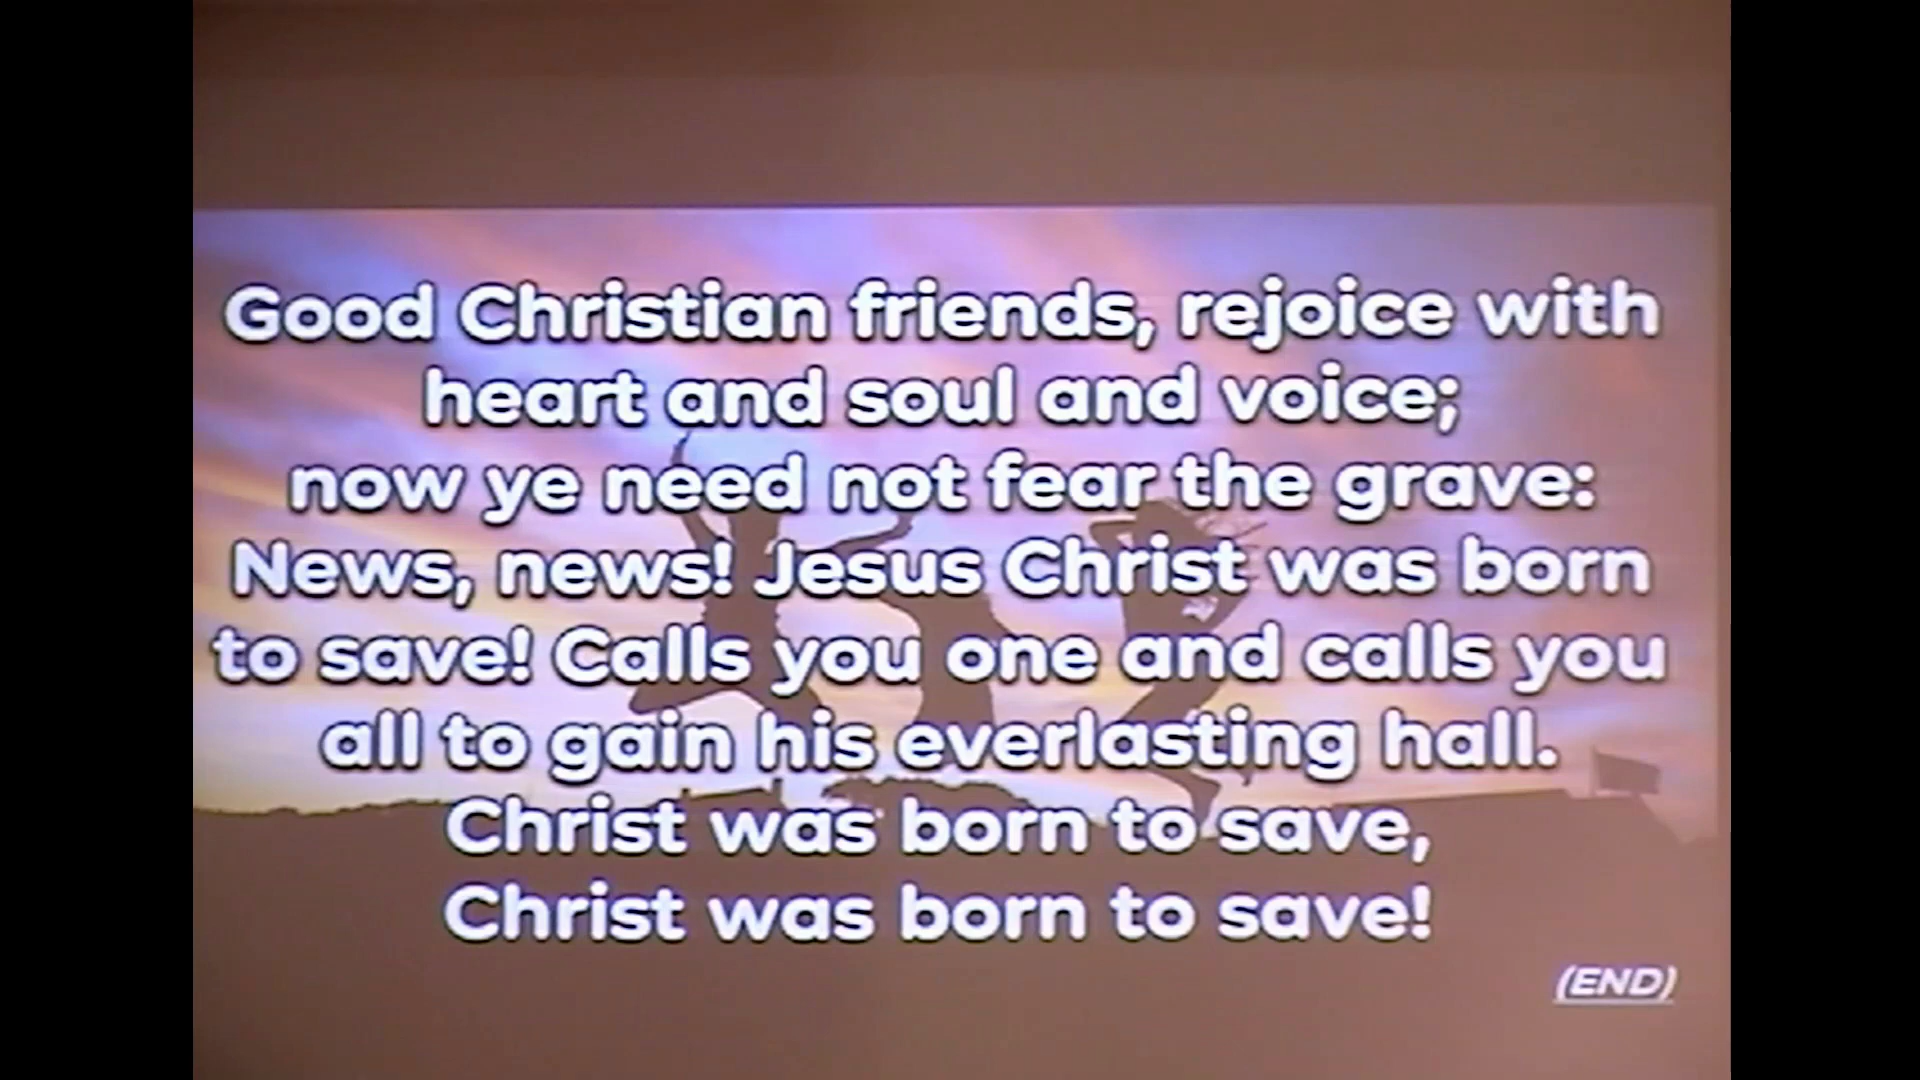 Good Christian friends, rejoice with
heart and soul and voice;
now ye need not fear the grave:
News, news! Jesus Christ was born
to save! Calls you one and calls you
all to gain his everlasting hall.
Christ was born to save,
Christ was born to save!
(END)